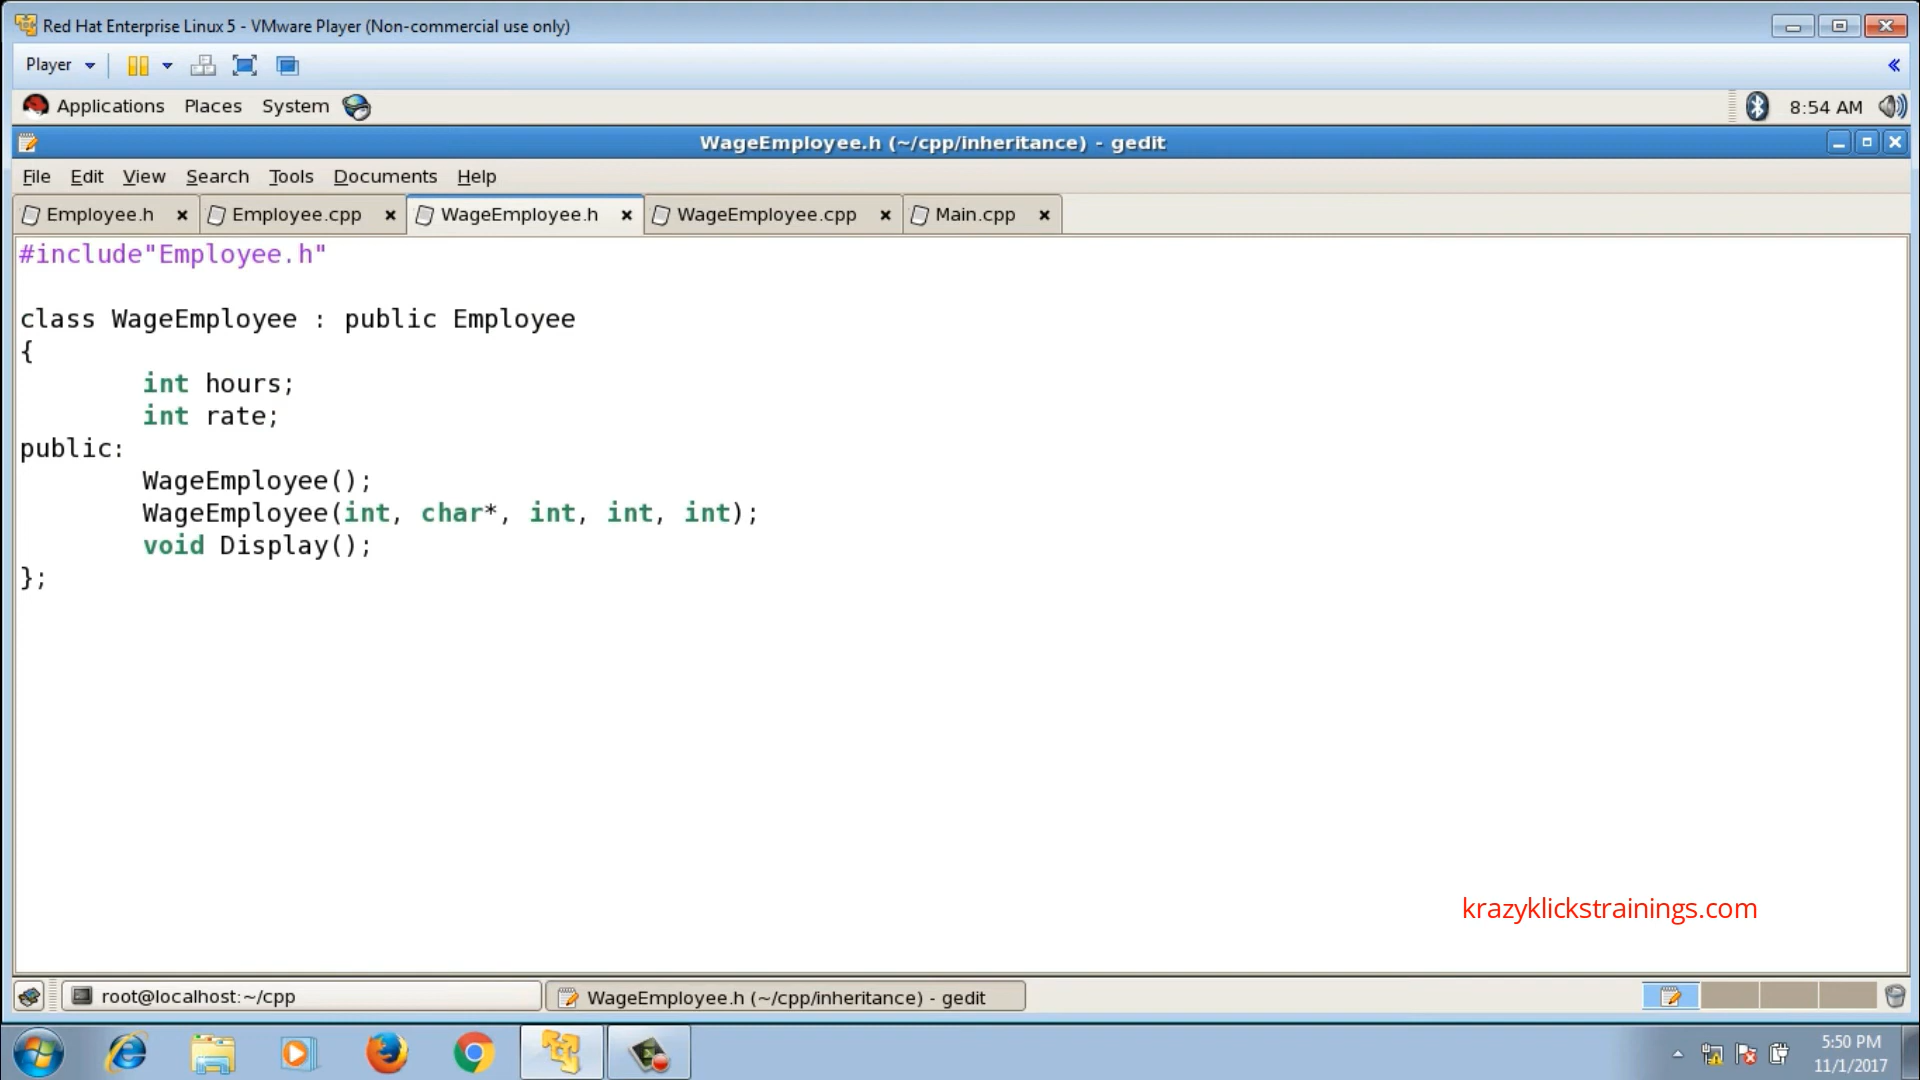 Red Hat Enterprise Linux 5 - VMware Player (Non-commercial use only)
Player
Applications Places System 8:54 AM
WageEmployee.h (~/cpp/inheritance) - gedit
File Edit View Search Tools Documents Help
Employee.h Employee.cpp WageEmployee.h WageEmployee.cpp Main.cpp
#include"Employee.h"
class WageEmployee : public Employee
{
int hours;
int rate;
public:
WageEmployee();
WageEmployee(int, char*, int, int, int);
void Display();
};
krazyklickstrainings.com
root@localhost:~/cpp WageEmployee.h (~/cpp/inheritance) - gedit
5:50 PM
11/1/2017